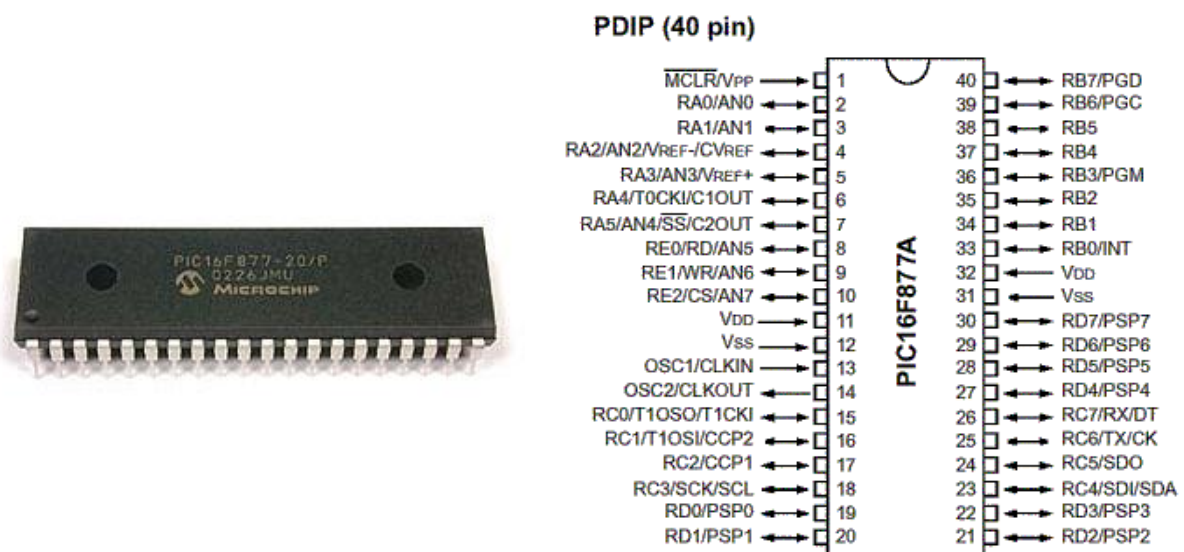 PDIP (40 pin)
PIC16F877-20/P
0226JMU
MICROCHIP
MCLR/VPP 1
RA0/AN0 2
RA1/AN1 3
RA2/AN2/VREF-/CVREF 4
RA3/AN3/VREF+ 5
RA4/T0CKI/C1OUT 6
RA5/AN4/SS/C2OUT 7
RE0/RD/AN5 8
RE1/WR/AN6 9
RE2/CS/AN7 10
VDD 11
VSS 12
OSC1/CLKIN 13
OSC2/CLKOUT 14
RC0/T1OSO/T1CKI 15
RC1/T1OSI/CCP2 16
RC2/CCP1 17
RC3/SCK/SCL 18
RD0/PSP0 19
RD1/PSP1 20
PIC16F877A
40 RB7/PGD
39 RB6/PGC
38 RB5
37 RB4
36 RB3/PGM
35 RB2
34 RB1
33 RB0/INT
32 VDD
31 VSS
30 RD7/PSP7
29 RD6/PSP6
28 RD5/PSP5
27 RD4/PSP4
26 RC7/RX/DT
25 RC6/TX/CK
24 RC5/SDO
23 RC4/SDI/SDA
22 RD3/PSP3
21 RD2/PSP2